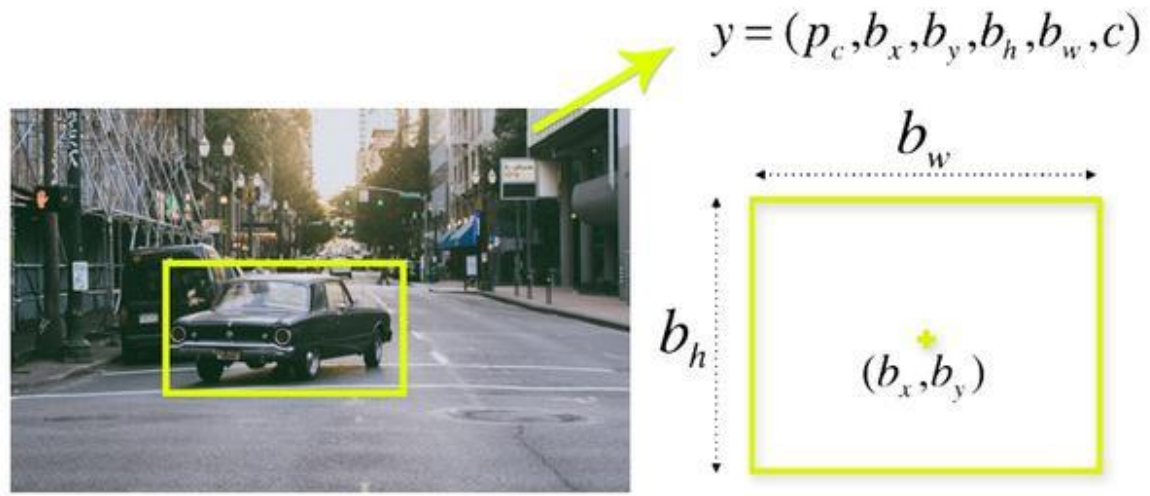 y = (p_c, b_x, b_y, b_h, b_w, c)
b_w
b_h
(b_x, b_y)